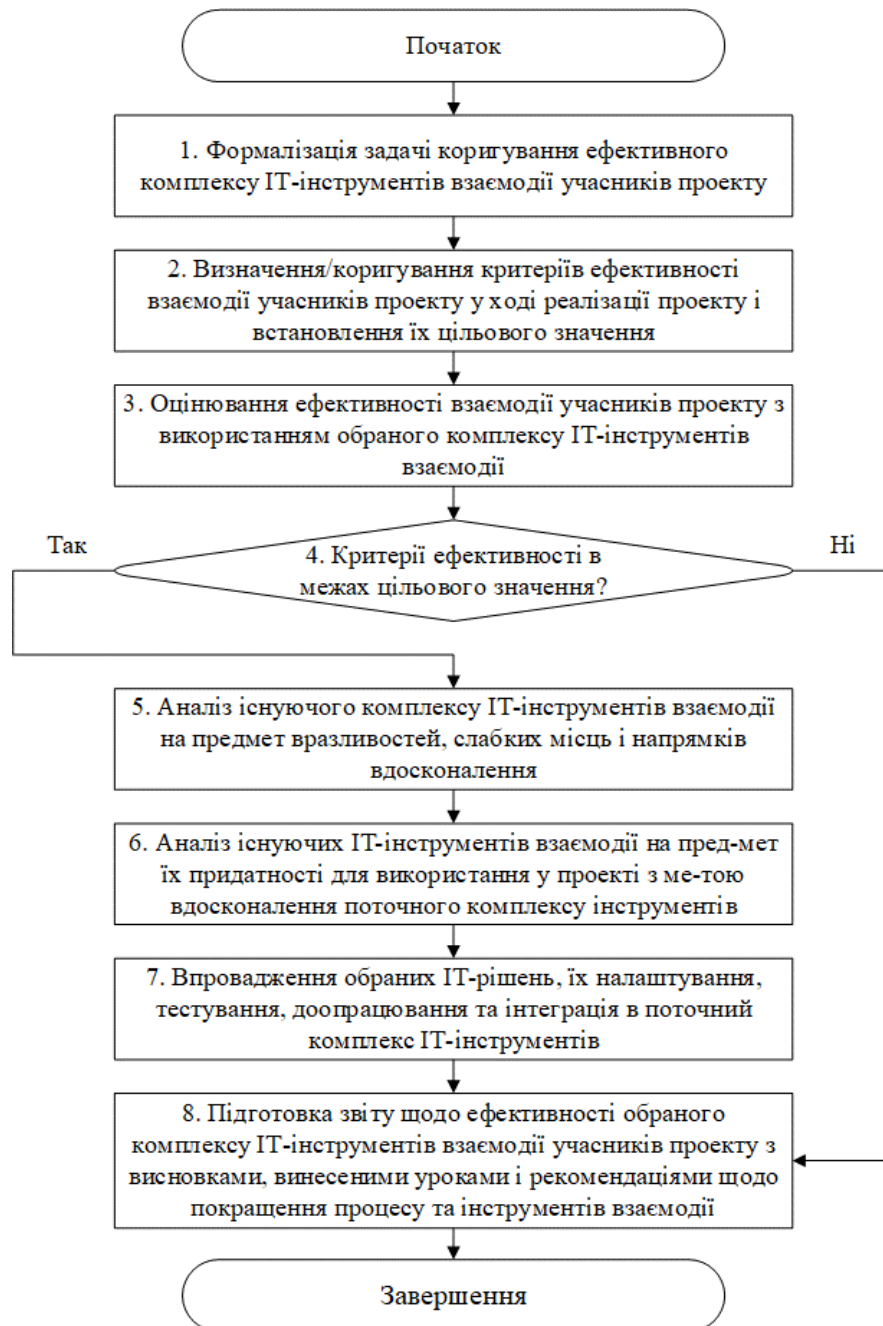 Початок
1. Формалізація задачі коригування ефективного
комплексу ІТ-інструментів взаємодії учасників проекту
2. Визначення/коригування критеріїв ефективності
взаємодії учасників проекту у ході реалізації проекту і
встановлення їх цільового значення
3. Оцінювання ефективності взаємодії учасників проекту з
використанням обраного комплексу ІТ-інструментів
взаємодії
Так
4. Критерії ефективності в
межах цільового значення?
Ні
5. Аналіз існуючого комплексу ІТ-інструментів взаємодії
на предмет вразливостей, слабких місць і напрямків
вдосконалення
6. Аналіз існуючих ІТ-інструментів взаємодії на пред-мет
їх придатності для використання у проекті з ме-тою
вдосконалення поточного комплексу інструментів
7. Впровадження обраних ІТ-рішень, їх налаштування,
тестування, доопрацювання та інтеграція в поточний
комплекс ІТ-інструментів
8. Підготовка звіту щодо ефективності обраного
комплексу ІТ-інструментів взаємодії учасників проекту з
висновками, винесеними уроками і рекомендаціями щодо
покращення процесу та інструментів взаємодії
Завершення